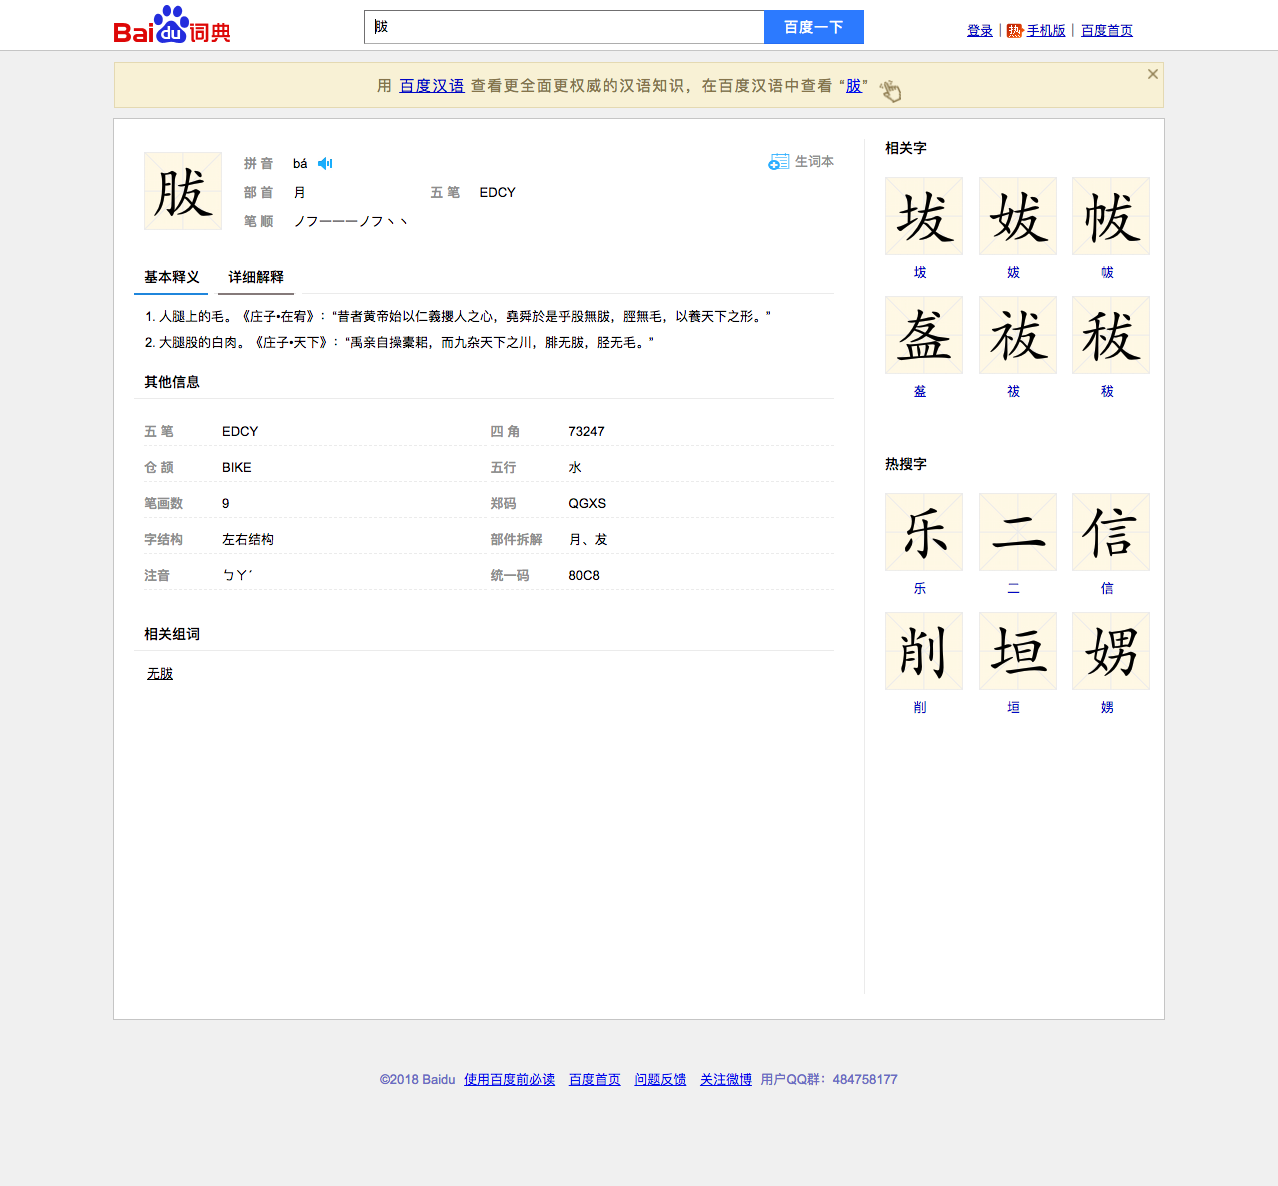 Bai du 词典
胈
百度一下
登录 | 热 手机版 | 百度首页
用 百度汉语 查看更全面更权威的汉语知识，在百度汉语中查看 “胈”
胈
拼 音 bá
生词本
部 首 月 五 笔 EDCY
笔 顺 ノフ一一一ノフ丶丶
基本释义 详细解释
1. 人腿上的毛。《庄子•在宥》：“昔者黄帝始以仁義攖人之心，堯舜於是乎股無胈，脛無毛，以養天下之形。”
2. 大腿股的白肉。《庄子•天下》：“禹亲自操橐耜，而九杂天下之川，腓无胈，胫无毛。”
其他信息
五 笔 EDCY 四 角 73247
仓 颉 BIKE 五行 水
笔画数 9 郑码 QGXS
字结构 左右结构 部件拆解 月、犮
注音 ㄅㄚˊ 统一码 80C8
相关组词
无胈
相关字
坺 妭 帗
坺 妭 帗
盋 祓 秡
盋 祓 秡
热搜字
乐 二 信
乐 二 信
削 垣 娚
削 垣 娚
©2018 Baidu 使用百度前必读 百度首页 问题反馈 关注微博 用户QQ群：484758177